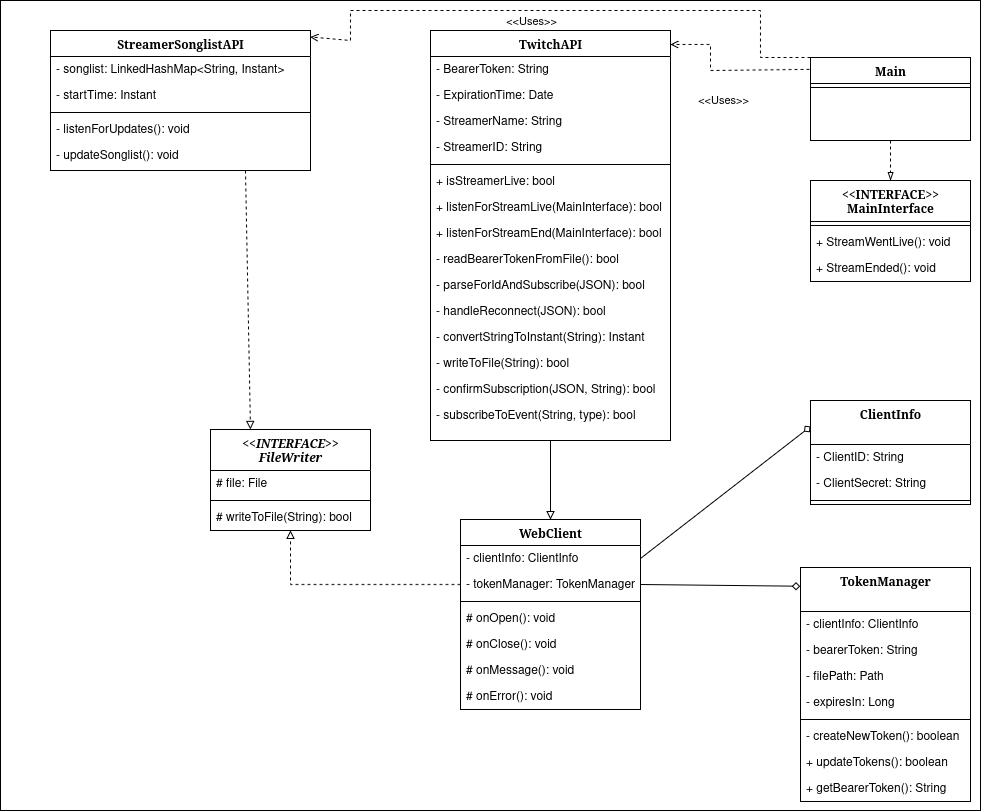 <<Uses>>
StreamerSonglistAPI
- songlist: LinkedHashMap<String, Instant>
- startTime: Instant
- listenForUpdates(): void
- updateSonglist(): void
TwitchAPI
- BearerToken: String
- ExpirationTime: Date
- StreamerName: String
- StreamerID: String
+ isStreamerLive: bool
+ listenForStreamLive(MainInterface): bool
+ listenForStreamEnd(MainInterface): bool
- readBearerTokenFromFile(): bool
- parseForIdAndSubscribe(JSON): bool
- handleReconnect(JSON): bool
- convertStringToInstant(String): Instant
- writeToFile(String): bool
- confirmSubscription(JSON, String): bool
- subscribeToEvent(String, type): bool
<<Uses>>
Main
<<INTERFACE>>
MainInterface
+ StreamWentLive(): void
+ StreamEnded(): void
<<INTERFACE>>
FileWriter
# file: File
# writeToFile(String): bool
WebClient
- clientInfo: ClientInfo
- tokenManager: TokenManager
# onOpen(): void
# onClose(): void
# onMessage(): void
# onError(): void
ClientInfo
- ClientID: String
- ClientSecret: String
TokenManager
- clientInfo: ClientInfo
- bearerToken: String
- filePath: Path
- expiresIn: Long
- createNewToken(): boolean
+ updateTokens(): boolean
+ getBearerToken(): String